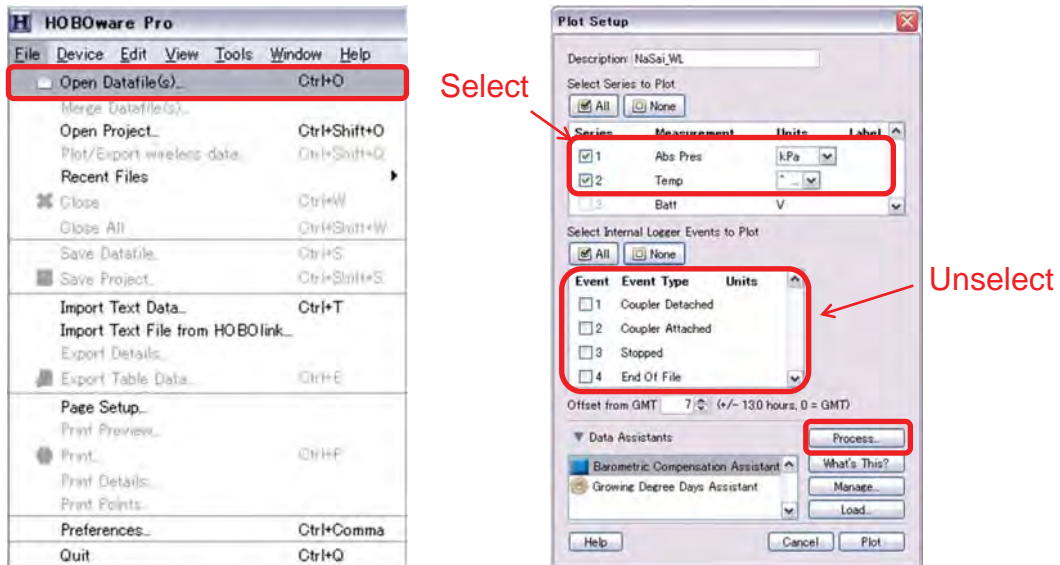 HOBOware Pro
File Device Edit View Tools Window Help
Open Datafile(s)... Ctrl+O
Merge Datafile(s)...
Open Project... Ctrl+Shift+O
Plot/Export wireless data... Ctrl+Shift+O
Recent Files
Close Ctrl+W
Close All Ctrl+Shift+W
Save Datafile... Ctrl+S
Save Project... Ctrl+Shift+S
Import Text Data... Ctrl+T
Import Text File from HOBOlink...
Export Details...
Export Table Data... Ctrl+E
Page Setup...
Print Preview...
Print... Ctrl+P
Print Details...
Print Points...
Preferences... Ctrl+Comma
Quit Ctrl+Q
Select
Plot Setup
Description: NaSai_WL
Select Series to Plot
All None
Series Measurement Units Label
1 Abs Pres kPa
2 Temp ° ...
3 Batt V
Select Internal Logger Events to Plot
All None
Event Event Type Units
1 Coupler Detached
2 Coupler Attached
3 Stopped
4 End Of File
Unselect
Offset from GMT 7 (+/- 13.0 hours, 0 = GMT)
Data Assistants Process...
Barometric Compensation Assistant What's This?
Growing Degree Days Assistant Manage...
Load...
Help Cancel Plot